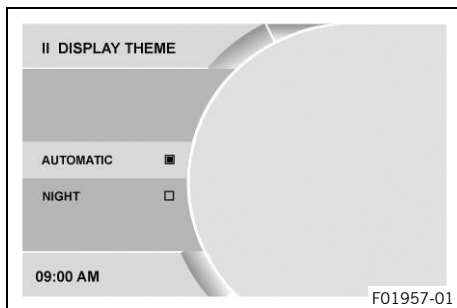 II DISPLAY THEME
AUTOMATIC
NIGHT
09:00 AM
F01957-01